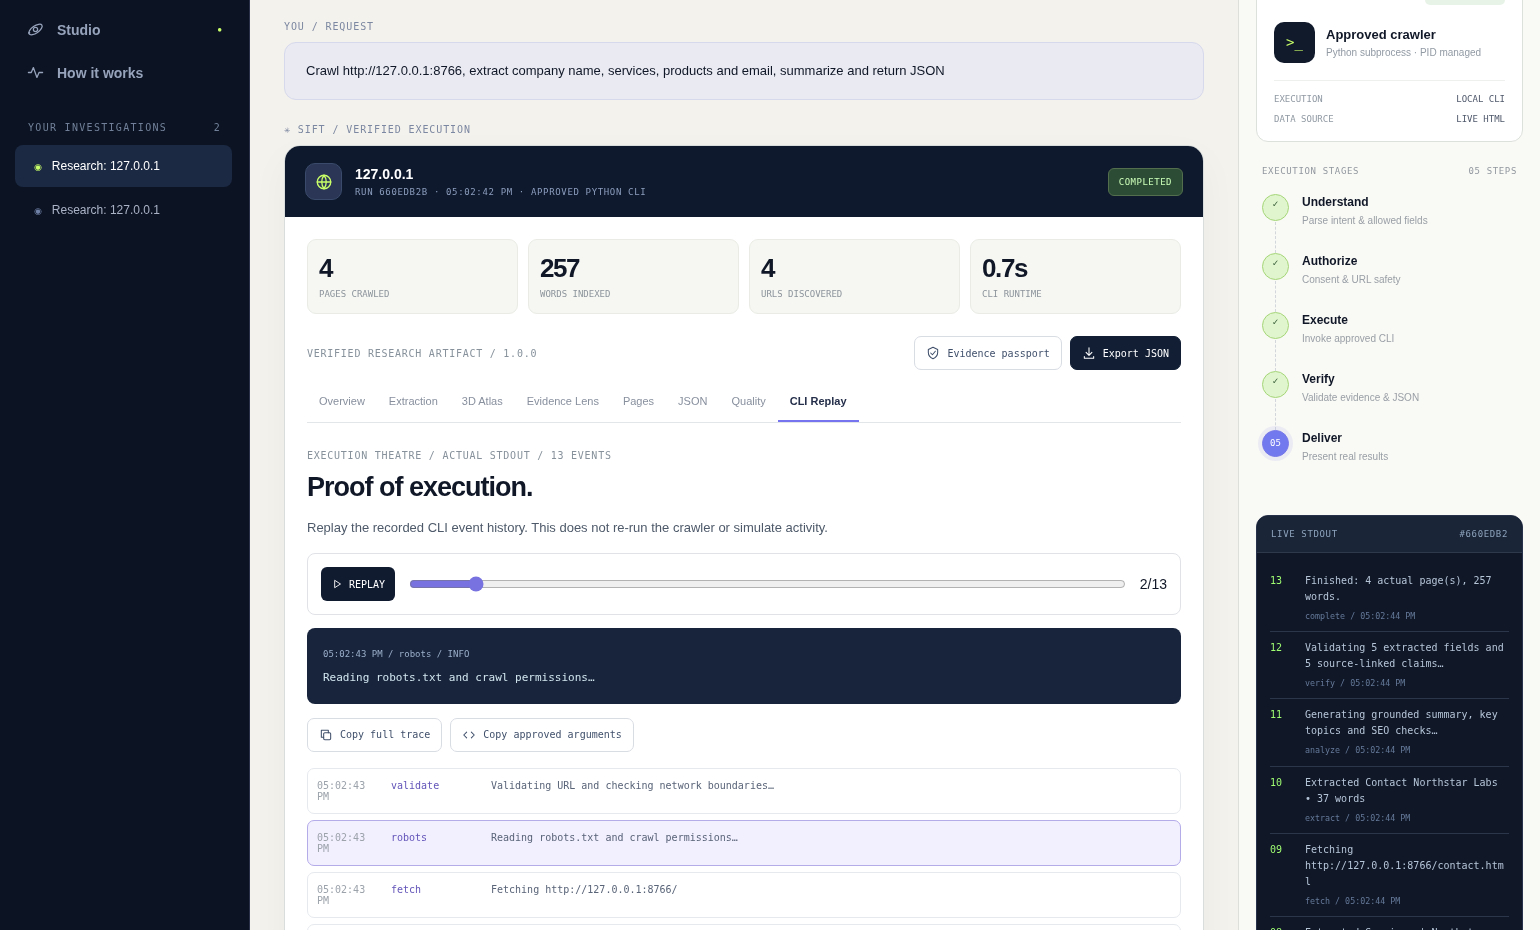 Studio
How it works
YOUR INVESTIGATIONS 2
Research: 127.0.0.1
Research: 127.0.0.1
YOU / REQUEST
Crawl http://127.0.0.1:8766, extract company name, services, products and email, summarize and return JSON
✳ SIFT / VERIFIED EXECUTION
127.0.0.1
RUN 660EDB2B · 05:02:42 PM · APPROVED PYTHON CLI
COMPLETED
4
PAGES CRAWLED
257
WORDS INDEXED
4
URLS DISCOVERED
0.7s
CLI RUNTIME
VERIFIED RESEARCH ARTIFACT / 1.0.0
Evidence passport
Export JSON
Overview Extraction 3D Atlas Evidence Lens Pages JSON Quality CLI Replay
EXECUTION THEATRE / ACTUAL STDOUT / 13 EVENTS
Proof of execution.
Replay the recorded CLI event history. This does not re-run the crawler or simulate activity.
REPLAY
2/13
05:02:43 PM / robots / INFO
Reading robots.txt and crawl permissions…
Copy full trace
Copy approved arguments
05:02:43 PM validate Validating URL and checking network boundaries…
05:02:43 PM robots Reading robots.txt and crawl permissions…
05:02:43 PM fetch Fetching http://127.0.0.1:8766/
>_
Approved crawler
Python subprocess · PID managed
EXECUTION LOCAL CLI
DATA SOURCE LIVE HTML
EXECUTION STAGES 05 STEPS
✓ Understand
Parse intent & allowed fields
✓ Authorize
Consent & URL safety
✓ Execute
Invoke approved CLI
✓ Verify
Validate evidence & JSON
05 Deliver
Present real results
LIVE STDOUT #660EDB2
13 Finished: 4 actual page(s), 257
words.
complete / 05:02:44 PM
12 Validating 5 extracted fields and
5 source-linked claims…
verify / 05:02:44 PM
11 Generating grounded summary, key
topics and SEO checks…
analyze / 05:02:44 PM
10 Extracted Contact Northstar Labs
• 37 words
extract / 05:02:44 PM
09 Fetching
http://127.0.0.1:8766/contact.htm
l
fetch / 05:02:44 PM